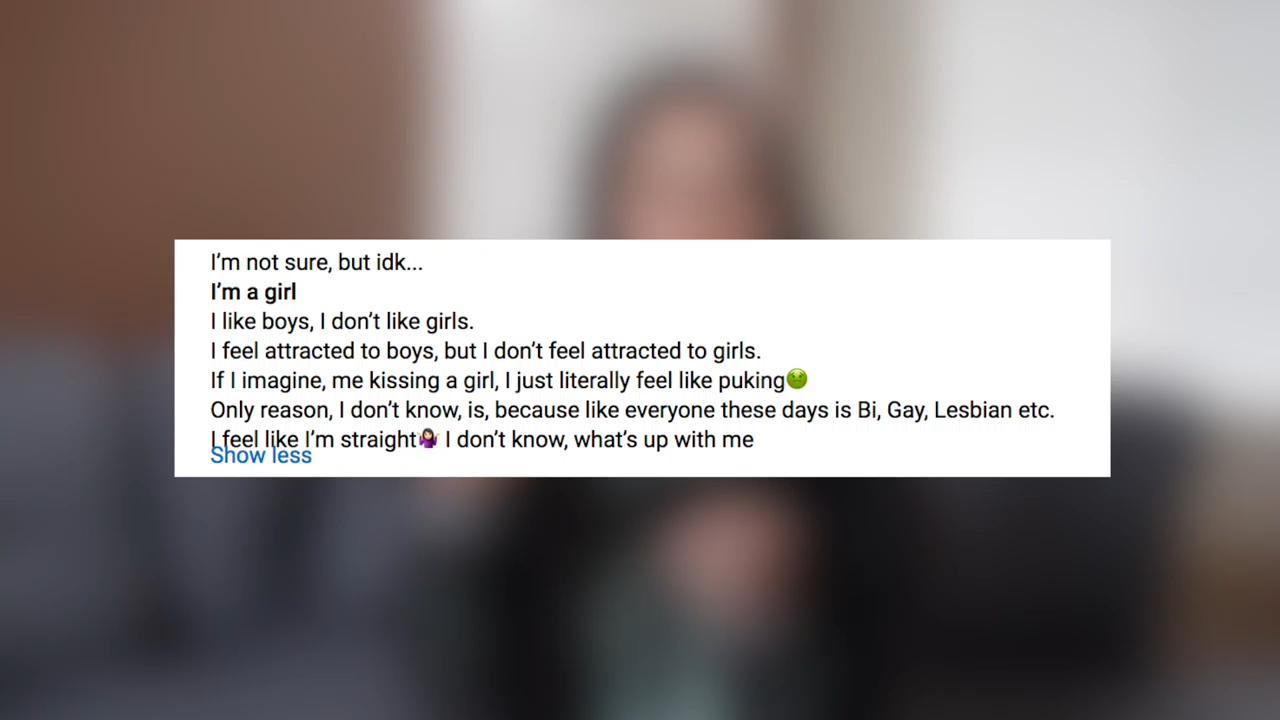 I'm not sure, but idk...
I'm a girl
I like boys, I don't like girls.
I feel attracted to boys, but I don't feel attracted to girls.
If I imagine, me kissing a girl, I just literally feel like puking🤢
Only reason, I don't know, is, because like everyone these days is Bi, Gay, Lesbian etc.
I feel like I'm straight🤷🏻‍♀️ I don't know, what's up with me
Show less